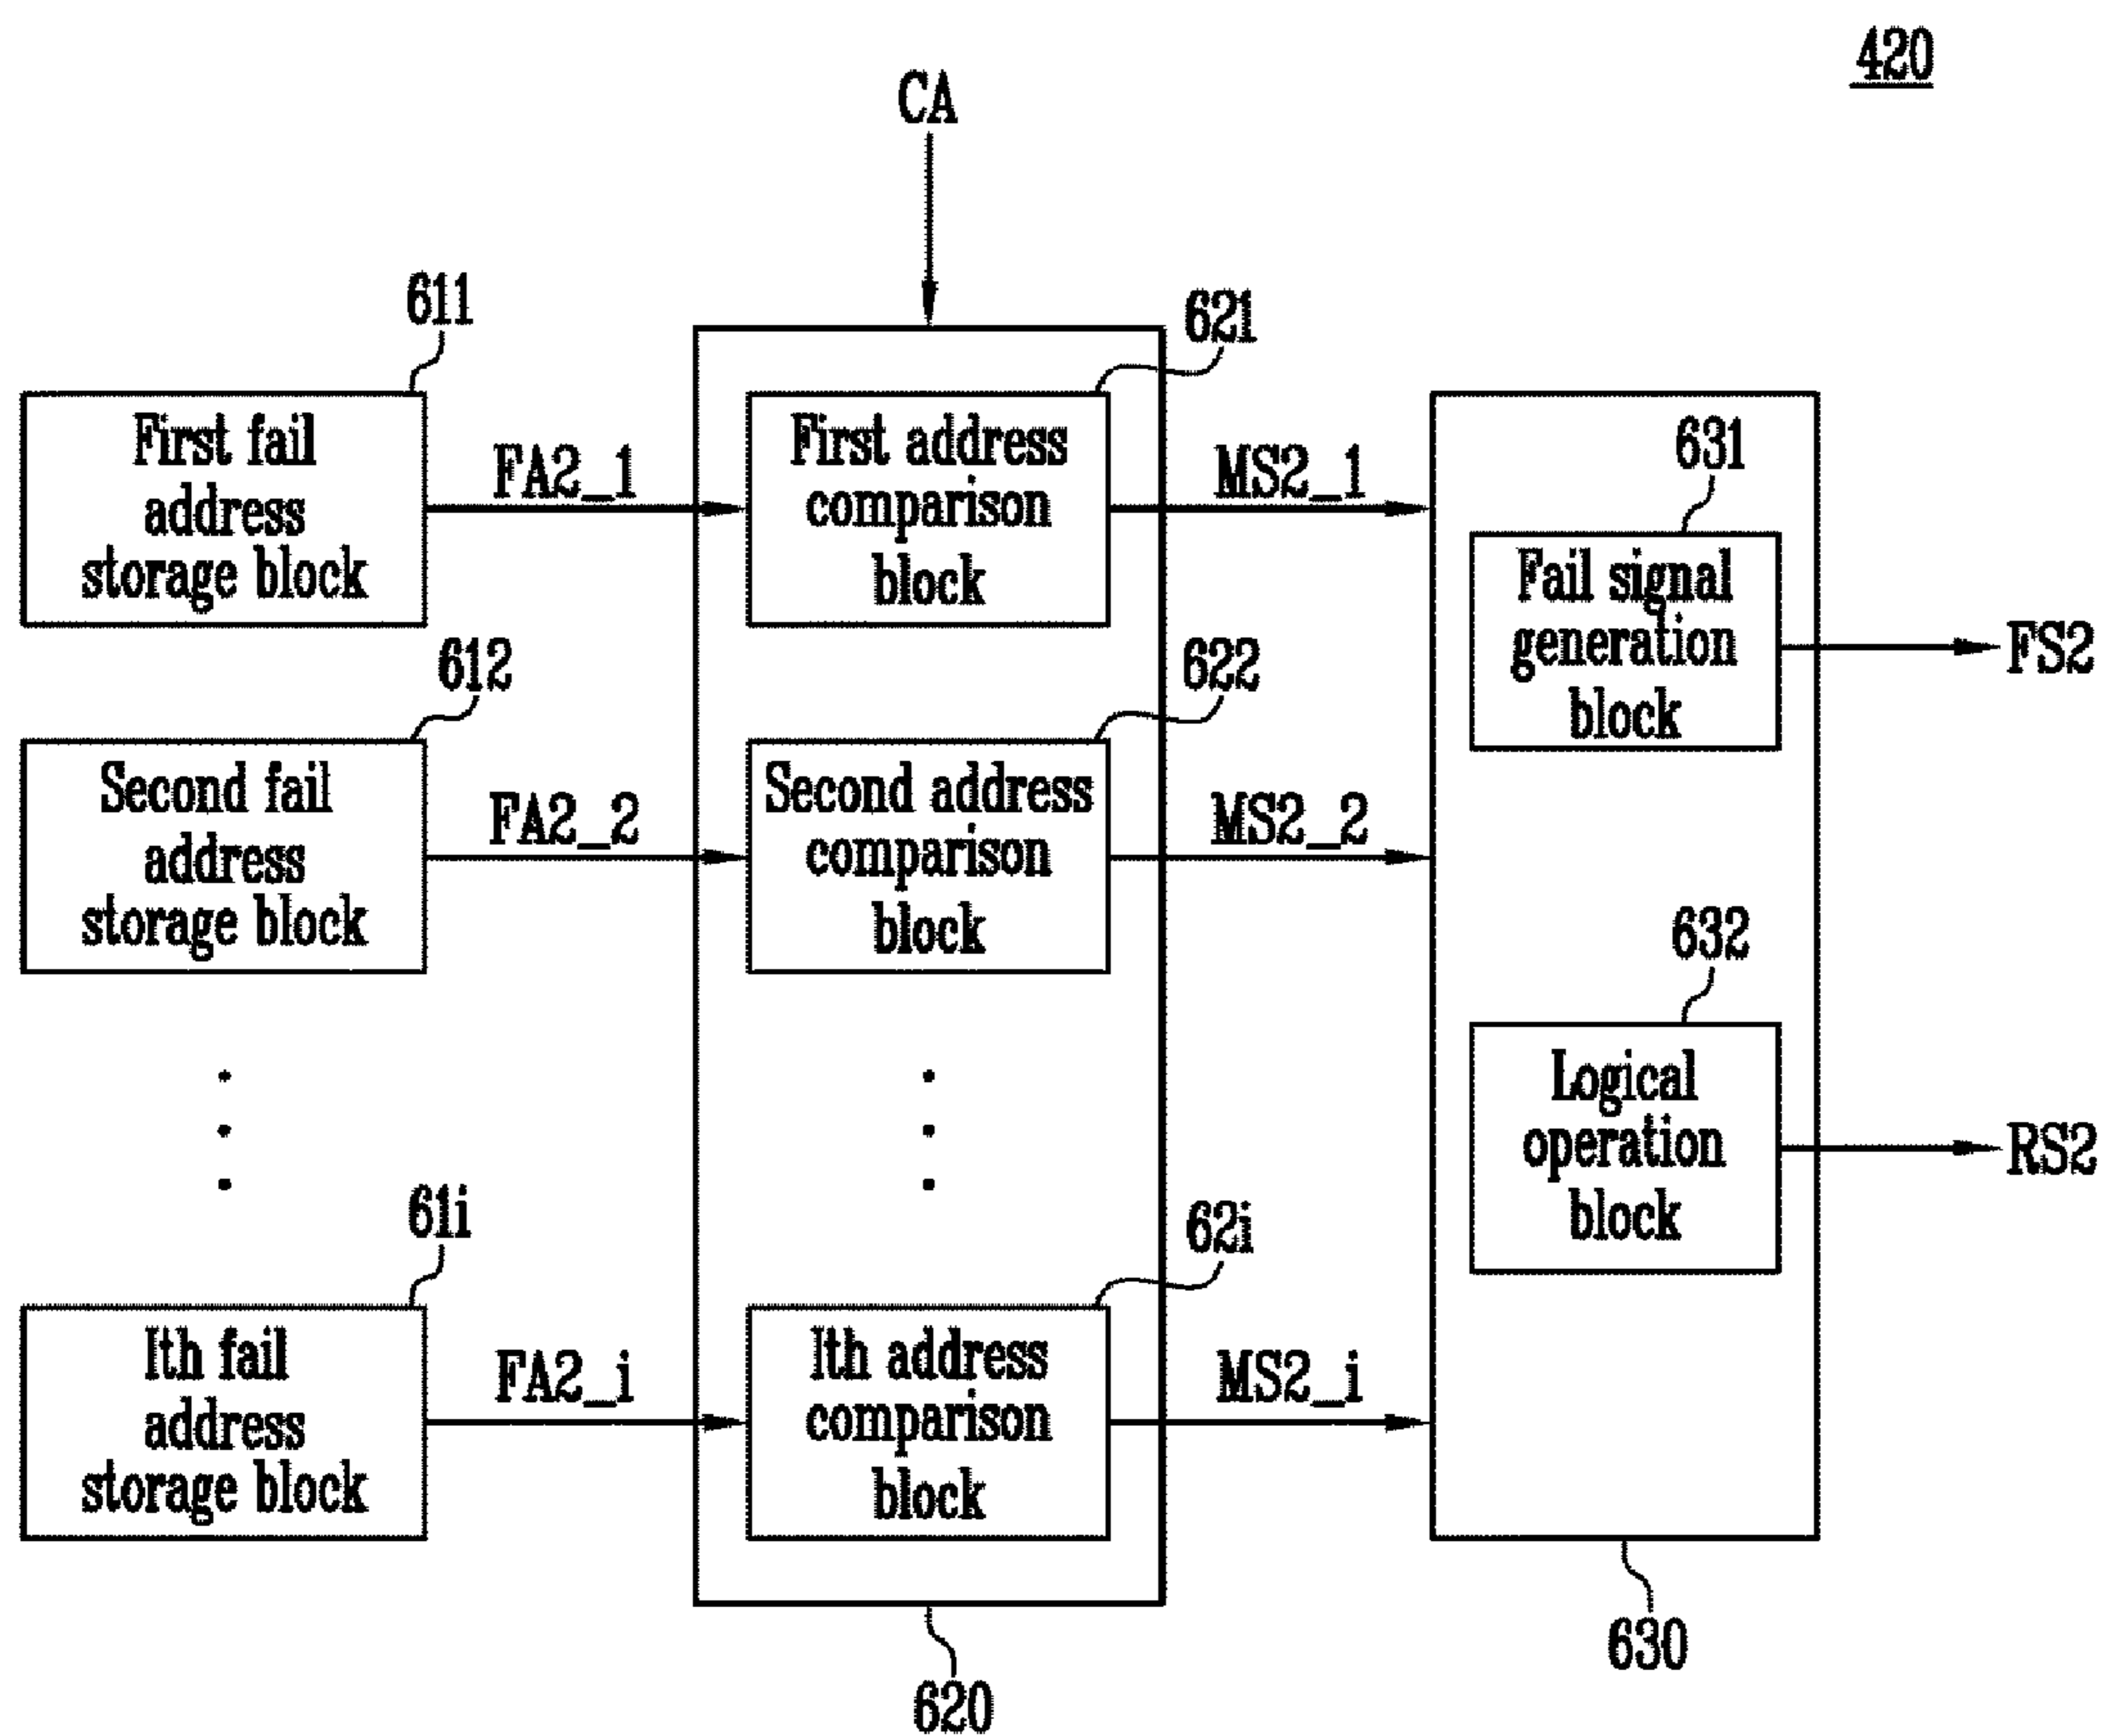 420
CA
611
621
First fail
address
storage block
FA2_1
First address
comparison
block
MS2_1
631
Fail signal
generation
block
FS2
612
622
Second fail
address
storage block
FA2_2
Second address
comparison
block
MS2_2
632
Logical
operation
block
RS2
61i
62i
Ith fail
address
storage block
FA2_i
Ith address
comparison
block
MS2_i
620
630